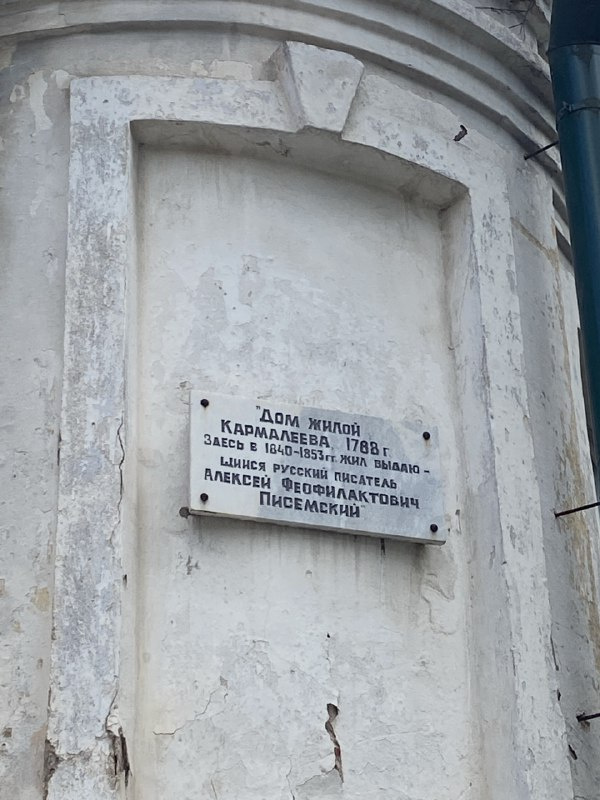 "Дом жилой
Кармалеева, 1788 г.
Здесь в 1840-1853 гг. жил выдаю-
щийся русский писатель
Алексей Феофилактович
Писемский"